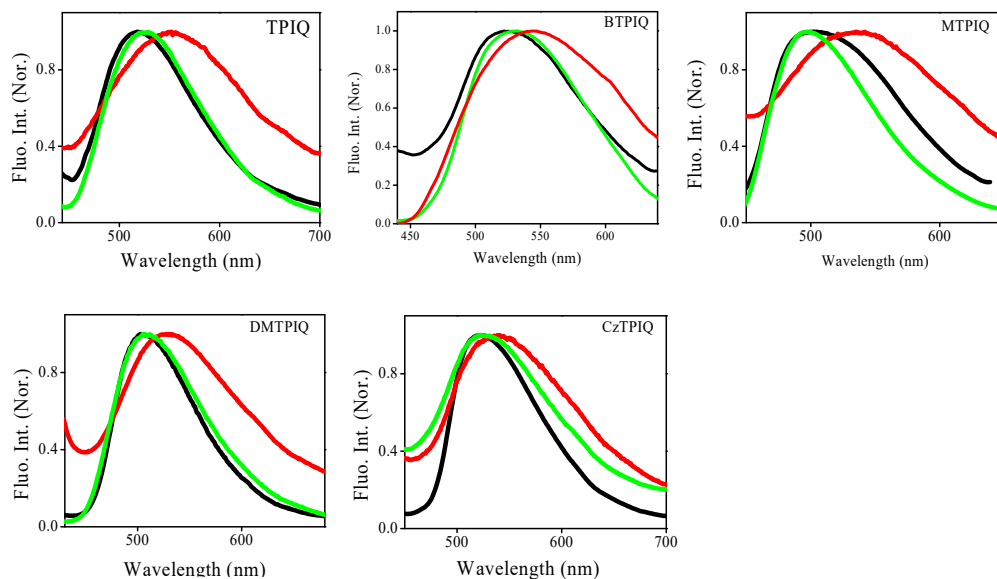 TPIQ
Fluo. Int. (Nor.)
0.8
0.4
0.0
500 600 700
Wavelength (nm)
BTPIQ
Fluo. Int. (Nor.)
1.0
0.8
0.6
0.4
0.2
0.0
440 500 550 600
Wavelength (nm)
MTPIQ
Fluo. Int. (Nor.)
0.8
0.4
0.0
500 600
Wavelength (nm)
DMTPIQ
Fluo. Int. (Nor.)
0.8
0.4
0.0
500 600
Wavelength (nm)
CzTPIQ
Fluo. Int. (Nor.)
0.8
0.4
0.0
500 600 700
Wavelength (nm)